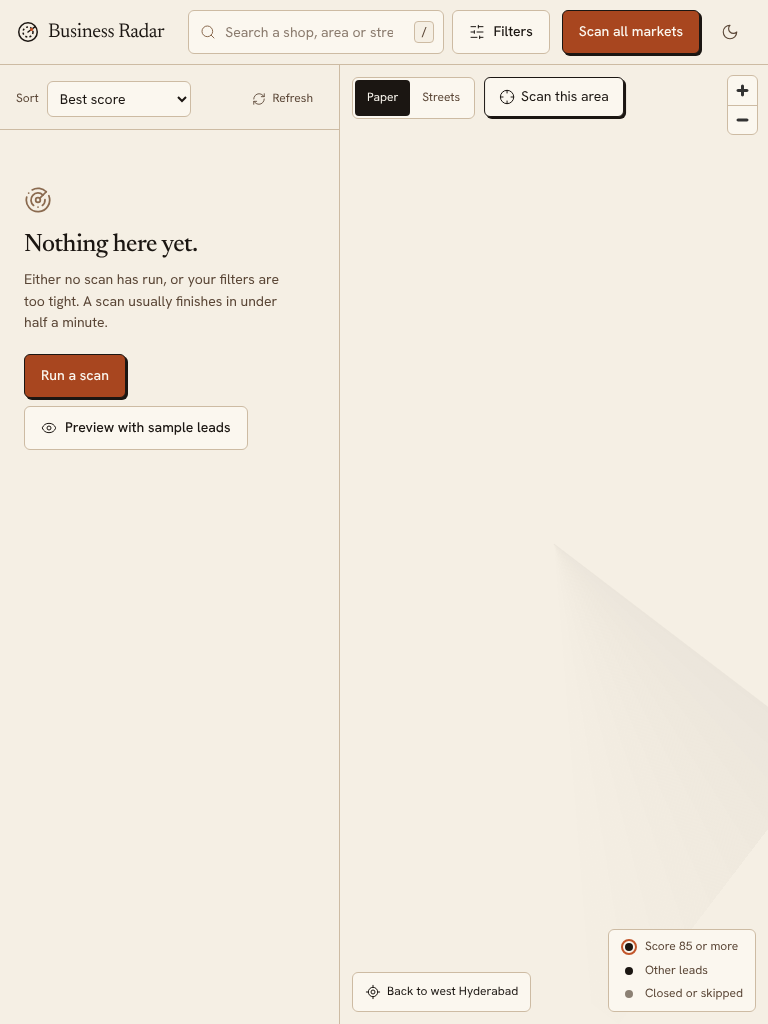 Business Radar
Search a shop, area or stre
/
Filters
Scan all markets
Sort
Best score
Refresh
Paper
Streets
Scan this area
Nothing here yet.
Either no scan has run, or your filters are
too tight. A scan usually finishes in under
half a minute.
Run a scan
Preview with sample leads
Score 85 or more
Other leads
Closed or skipped
Back to west Hyderabad